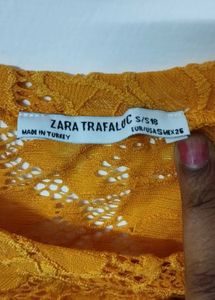 ZARA TRAFALUC S/S18
MADE IN TURKEY EUR/USA S MEX 26